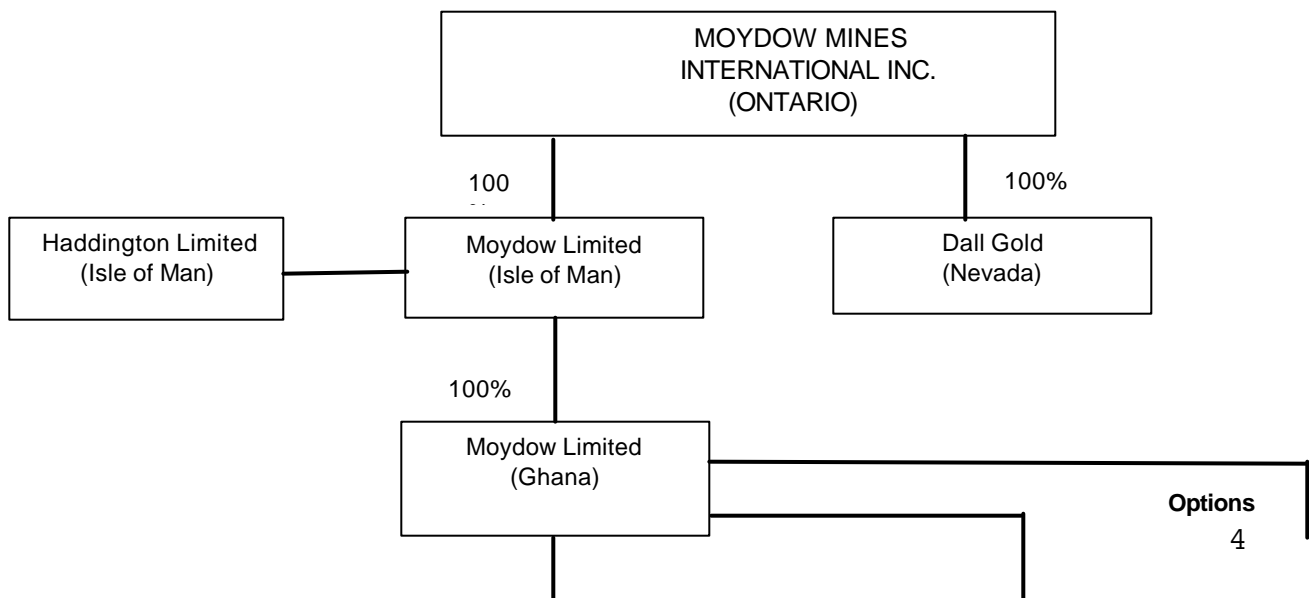 MOYDOW MINES
INTERNATIONAL INC.
(ONTARIO)
100
100%
Haddington Limited
(Isle of Man)
Moydow Limited
(Isle of Man)
Dall Gold
(Nevada)
100%
Moydow Limited
(Ghana)
Options
4